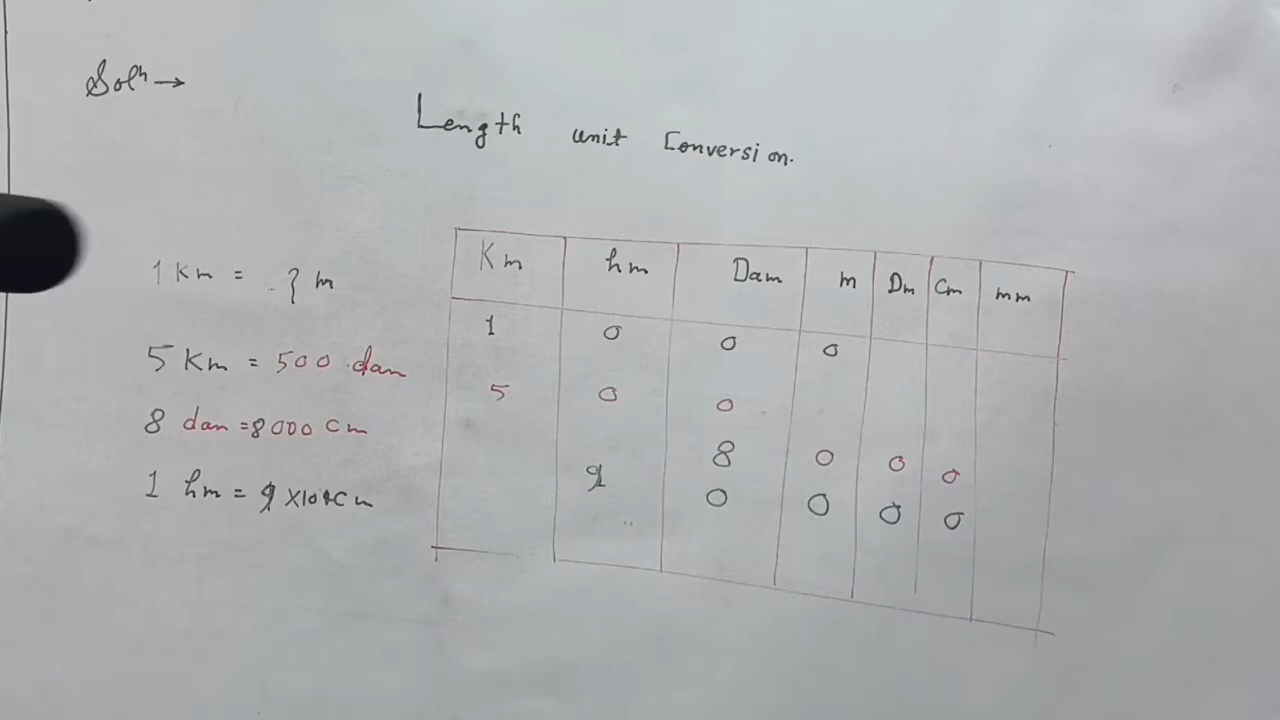 Solⁿ →
Length unit Conversion.
1 Km = ? m
5 Km = 500 dam
8 dam = 8000 cm
1 hm = 9 x10⁴ cm
Km hm Dam m Dm Cm mm
1 0 0 0
5 0 0
8 0 0 0
9 0 0 0 0